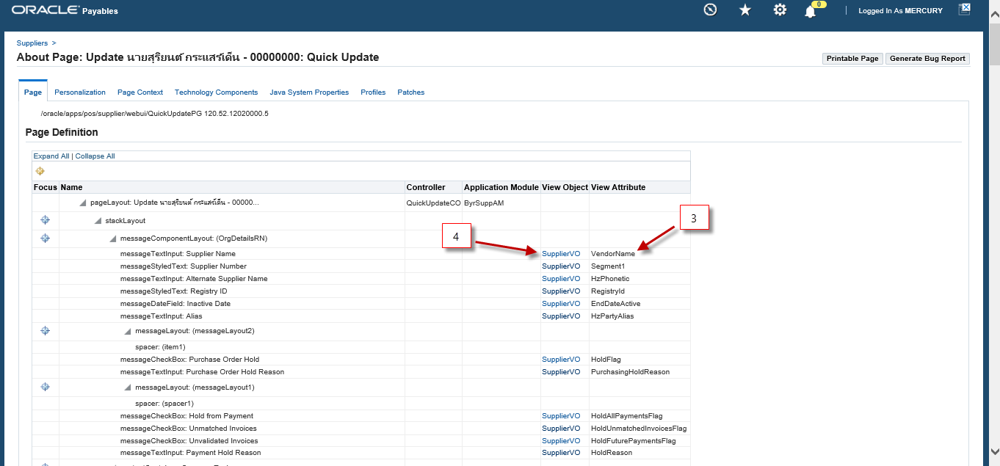 ORACLE Payables 0 Logged In As MERCURY
Suppliers >
About Page: Update นายสุริยนต์ กระแสร์เด็น - 00000000: Quick Update
Printable Page Generate Bug Report
Page Personalization Page Context Technology Components Java System Properties Profiles Patches
/oracle/apps/pos/supplier/webui/QuickUpdatePG 120.52.12020000.5
Page Definition
Expand All | Collapse All
Focus Name Controller Application Module View Object View Attribute
pageLayout: Update นายสุริยนต์ กระแสร์เด็น - 00000... QuickUpdateCO ByrSuppAM
stackLayout
3
messageComponentLayout: (OrgDetailsRN)
4
messageTextInput: Supplier Name SupplierVO VendorName
messageStyledText: Supplier Number SupplierVO Segment1
messageTextInput: Alternate Supplier Name SupplierVO HzPhonetic
messageStyledText: Registry ID SupplierVO RegistryId
messageDateField: Inactive Date SupplierVO EndDateActive
messageTextInput: Alias SupplierVO HzPartyAlias
messageLayout: (messageLayout2)
spacer: (item1)
messageCheckBox: Purchase Order Hold SupplierVO HoldFlag
messageTextInput: Purchase Order Hold Reason SupplierVO PurchasingHoldReason
messageLayout: (messageLayout1)
spacer: (spacer1)
messageCheckBox: Hold from Payment SupplierVO HoldAllPaymentsFlag
messageCheckBox: Unmatched Invoices SupplierVO HoldUnmatchedInvoicesFlag
messageCheckBox: Unvalidated Invoices SupplierVO HoldFuturePaymentsFlag
messageTextInput: Payment Hold Reason SupplierVO HoldReason